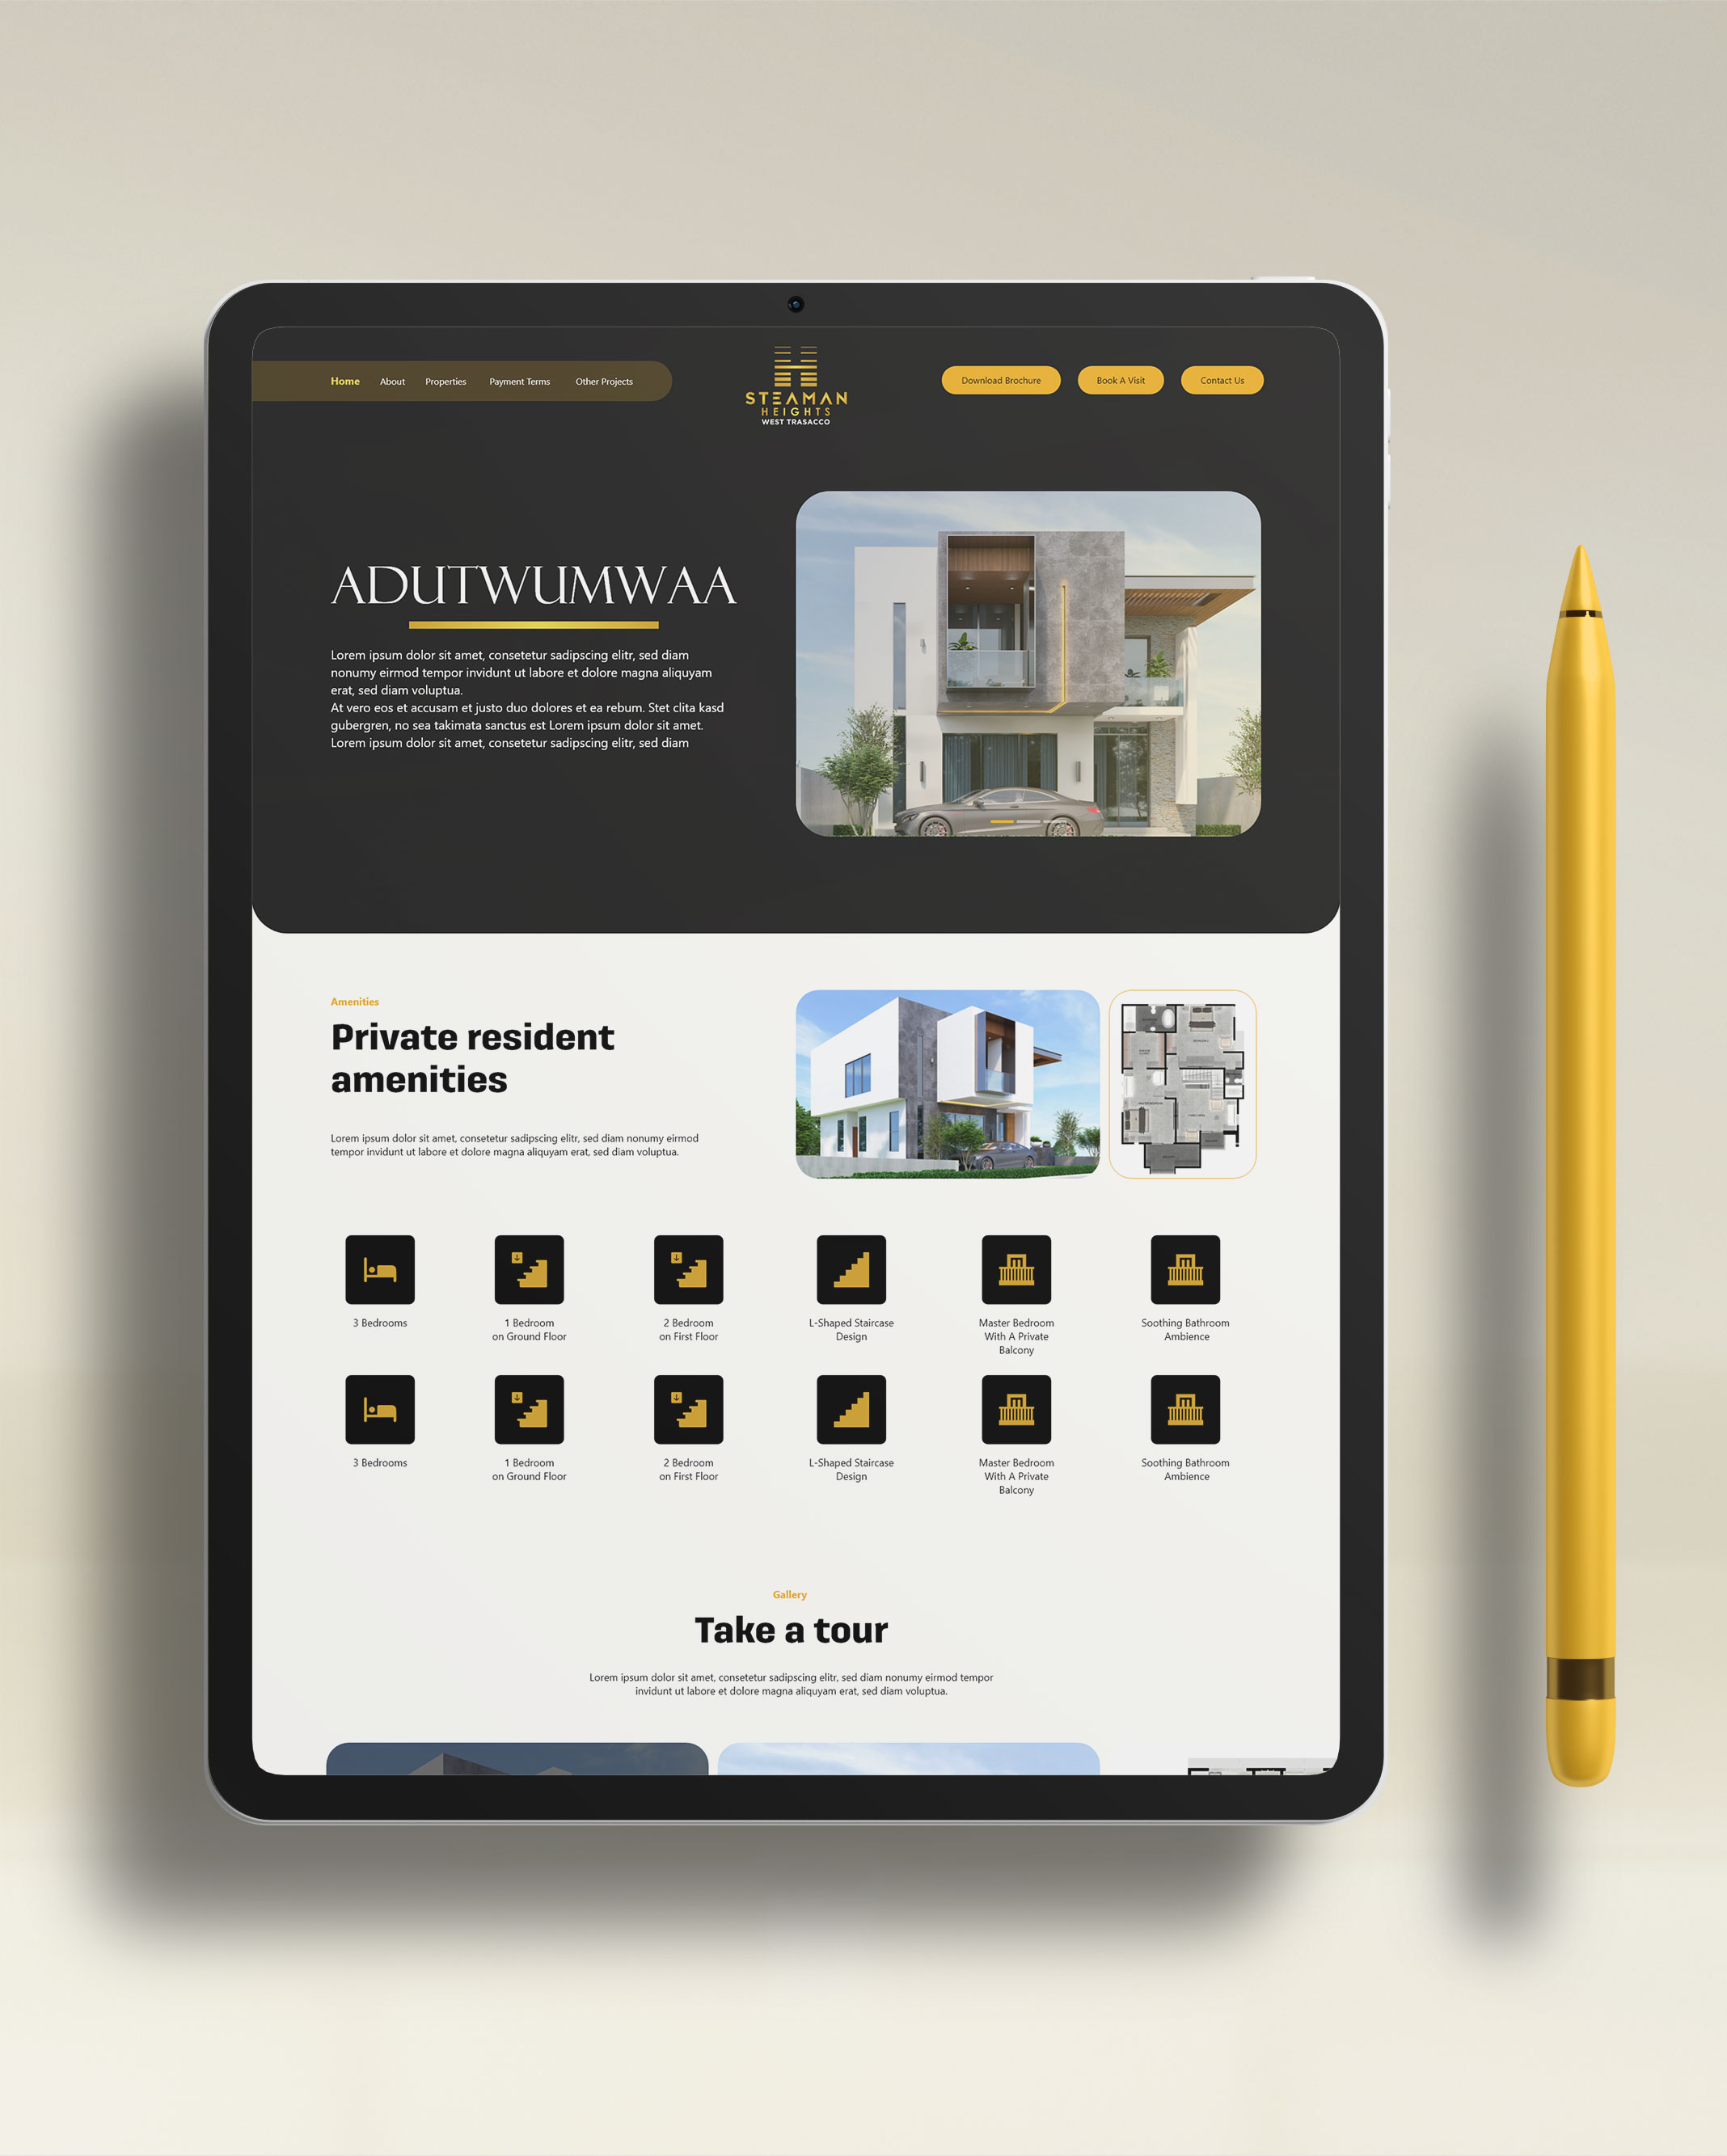 Home About Properties Payment Terms Other Projects
STEAMAN
HEIGHTS
WEST TRASACCO
Download Brochure Book A Visit Contact Us
ADUTWUMWAA
Lorem ipsum dolor sit amet, consetetur sadipscing elitr, sed diam
nonumy eirmod tempor invidunt ut labore et dolore magna aliquyam
erat, sed diam voluptua.
At vero eos et accusam et justo duo dolores et ea rebum. Stet clita kasd
gubergren, no sea takimata sanctus est Lorem ipsum dolor sit amet.
Lorem ipsum dolor sit amet, consetetur sadipscing elitr, sed diam
Amenities
Private resident
amenities
Lorem ipsum dolor sit amet, consetetur sadipscing elitr, sed diam nonumy eirmod
tempor invidunt ut labore et dolore magna aliquyam erat, sed diam voluptua.
3 Bedrooms
1 Bedroom
on Ground Floor
2 Bedroom
on First Floor
L-Shaped Staircase
Design
Master Bedroom
With A Private
Balcony
Soothing Bathroom
Ambience
3 Bedrooms
1 Bedroom
on Ground Floor
2 Bedroom
on First Floor
L-Shaped Staircase
Design
Master Bedroom
With A Private
Balcony
Soothing Bathroom
Ambience
Gallery
Take a tour
Lorem ipsum dolor sit amet, consetetur sadipscing elitr, sed diam nonumy eirmod tempor
invidunt ut labore et dolore magna aliquyam erat, sed diam voluptua.